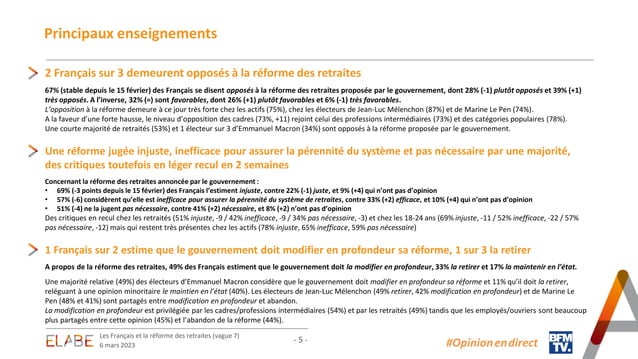 Principaux enseignements
2 Français sur 3 demeurent opposés à la réforme des retraites
67% (stable depuis le 15 février) des Français se disent opposés à la réforme des retraites proposée par le gouvernement, dont 28% (-1) plutôt opposés et 39% (+1)
très opposés. A l'inverse, 32% (=) sont favorables, dont 26% (+1) plutôt favorables et 6% (-1) très favorables.
L'opposition à la réforme demeure à ce jour très forte chez les actifs (75%), chez les électeurs de Jean-Luc Mélenchon (87%) et de Marine Le Pen (74%).
A la faveur d'une forte hausse, le niveau d'opposition des cadres (73%, +11) rejoint celui des professions intermédiaires (73%) et des catégories populaires (78%).
Une courte majorité de retraités (53%) et 1 électeur sur 3 d'Emmanuel Macron (34%) sont opposés à la réforme proposée par le gouvernement.
Une réforme jugée injuste, inefficace pour assurer la pérennité du système et pas nécessaire par une majorité,
des critiques toutefois en léger recul en 2 semaines
Concernant la réforme des retraites annoncée par le gouvernement :
• 69% (-3 points depuis le 15 février) des Français l'estiment injuste, contre 22% (-1) juste, et 9% (+4) qui n'ont pas d'opinion
• 57% (-6) considèrent qu'elle est inefficace pour assurer la pérennité du système de retraites, contre 33% (+2) efficace, et 10% (+4) qui n'ont pas d'opinion
• 51% (-4) ne la jugent pas nécessaire, contre 41% (+2) nécessaire, et 8% (+2) n'ont pas d'opinion
Des critiques en recul chez les retraités (51% injuste, -9 / 42% inefficace, -9 / 34% pas nécessaire, -3) et chez les 18-24 ans (69% injuste, -11 / 52% inefficace, -22 / 57%
pas nécessaire, -12) mais qui restent très présentes chez les actifs (78% injuste, 65% inefficace, 59% pas nécessaire)
1 Français sur 2 estime que le gouvernement doit modifier en profondeur sa réforme, 1 sur 3 la retirer
A propos de la réforme des retraites, 49% des Français estiment que le gouvernement doit la modifier en profondeur, 33% la retirer et 17% la maintenir en l'état.
Une majorité relative (49%) des électeurs d'Emmanuel Macron considère que le gouvernement doit modifier en profondeur sa réforme et 11% qu'il doit la retirer,
reléguant à une opinion minoritaire le maintien en l'état (40%). Les électeurs de Jean-Luc Mélenchon (49% retirer, 42% modification en profondeur) et de Marine Le
Pen (48% et 41%) sont partagés entre modification en profondeur et abandon.
La modification en profondeur est privilégiée par les cadres/professions intermédiaires (54%) et par les retraités (49%) tandis que les employés/ouvriers sont beaucoup
plus partagés entre cette opinion (45%) et l'abandon de la réforme (44%).
ELABE
Les Français et la réforme des retraites (vague 7)
6 mars 2023
- 5 -
#Opinion en direct
BFM
TV.